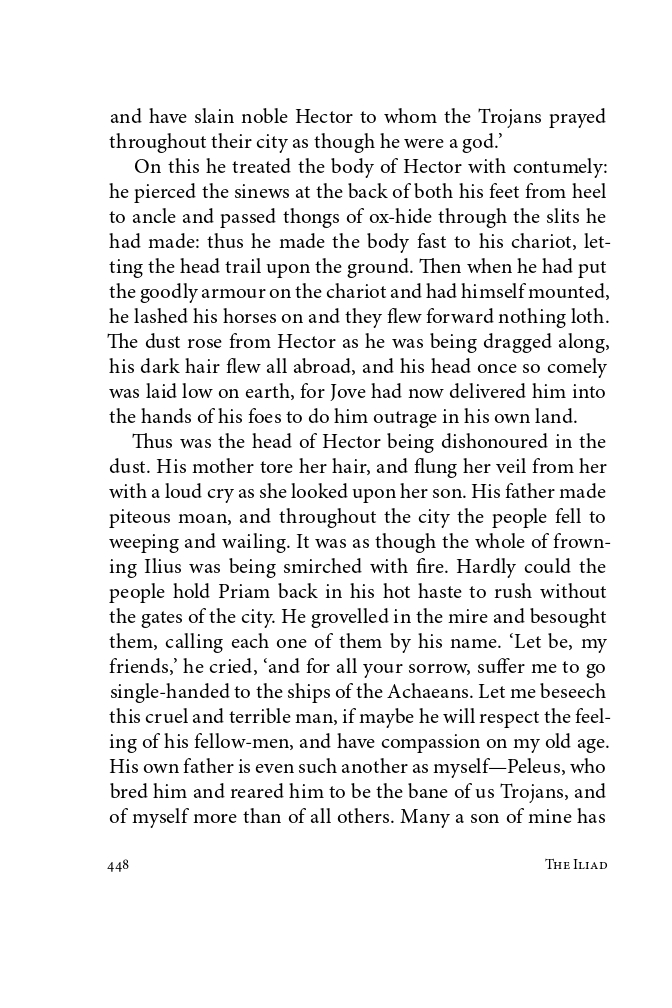 and have slain noble Hector to whom the Trojans prayed
throughout their city as though he were a god.’
On this he treated the body of Hector with contumely:
he pierced the sinews at the back of both his feet from heel
to ancle and passed thongs of ox-hide through the slits he
had made: thus he made the body fast to his chariot, let-
ting the head trail upon the ground. Then when he had put
the goodly armour on the chariot and had himself mounted,
he lashed his horses on and they flew forward nothing loth.
The dust rose from Hector as he was being dragged along,
his dark hair flew all abroad, and his head once so comely
was laid low on earth, for Jove had now delivered him into
the hands of his foes to do him outrage in his own land.
Thus was the head of Hector being dishonoured in the
dust. His mother tore her hair, and flung her veil from her
with a loud cry as she looked upon her son. His father made
piteous moan, and throughout the city the people fell to
weeping and wailing. It was as though the whole of frown-
ing Ilius was being smirched with fire. Hardly could the
people hold Priam back in his hot haste to rush without
the gates of the city. He grovelled in the mire and besought
them, calling each one of them by his name. ‘Let be, my
friends,’ he cried, ‘and for all your sorrow, suffer me to go
single-handed to the ships of the Achaeans. Let me beseech
this cruel and terrible man, if maybe he will respect the feel-
ing of his fellow-men, and have compassion on my old age.
His own father is even such another as myself—Peleus, who
bred him and reared him to be the bane of us Trojans, and
of myself more than of all others. Many a son of mine has
448 The Iliad